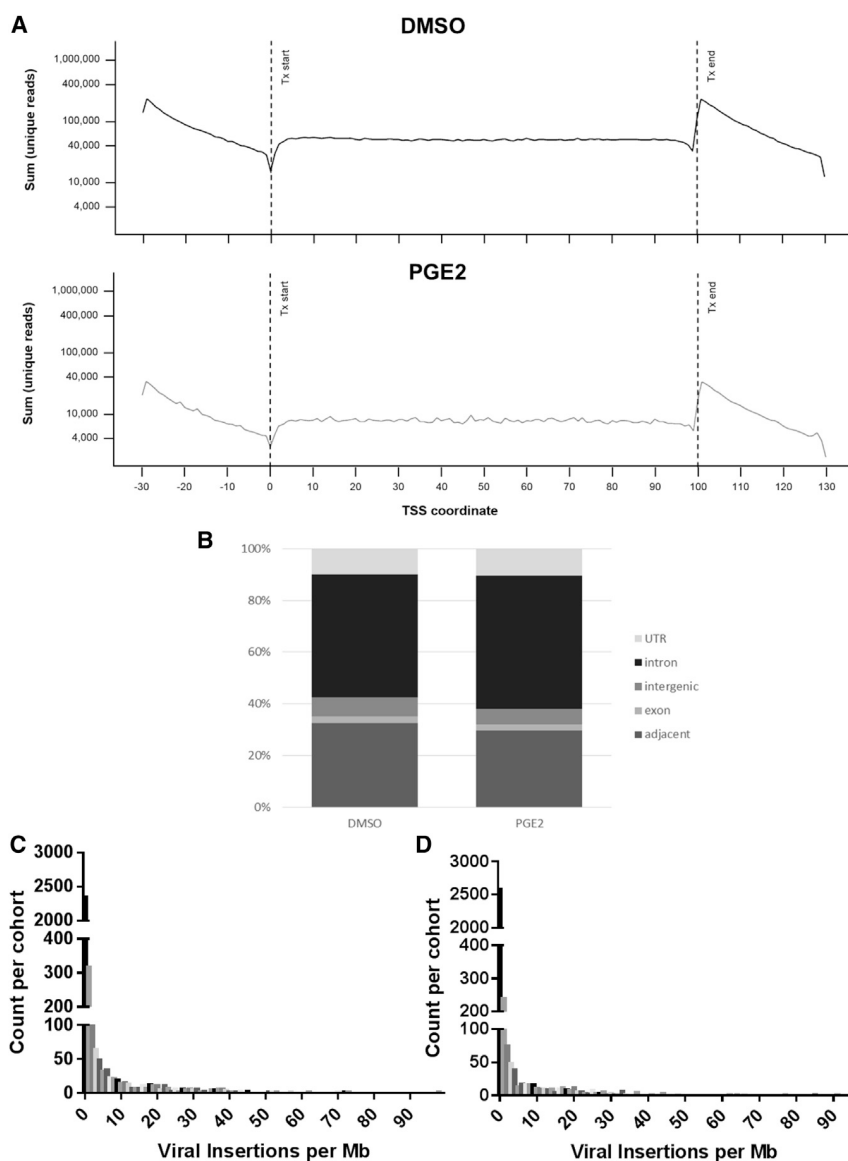 A
DMSO
Sum (unique reads)
1,000,000
400,000
100,000
40,000
10,000
4,000
Tx start
Tx end
PGE2
Sum (unique reads)
1,000,000
400,000
100,000
40,000
10,000
4,000
Tx start
Tx end
-30 -20 -10 0 10 20 30 40 50 60 70 80 90 100 110 120 130
TSS coordinate
B
100%
80%
60%
40%
20%
0%
DMSO PGE2
UTR
intron
intergenic
exon
adjacent
C
Count per cohort
3000
2500
2000
400
300
200
100
50
0
0 10 20 30 40 50 60 70 80 90
Viral Insertions per Mb
D
Count per cohort
3000
2500
2000
400
300
200
100
50
0
0 10 20 30 40 50 60 70 80 90
Viral Insertions per Mb